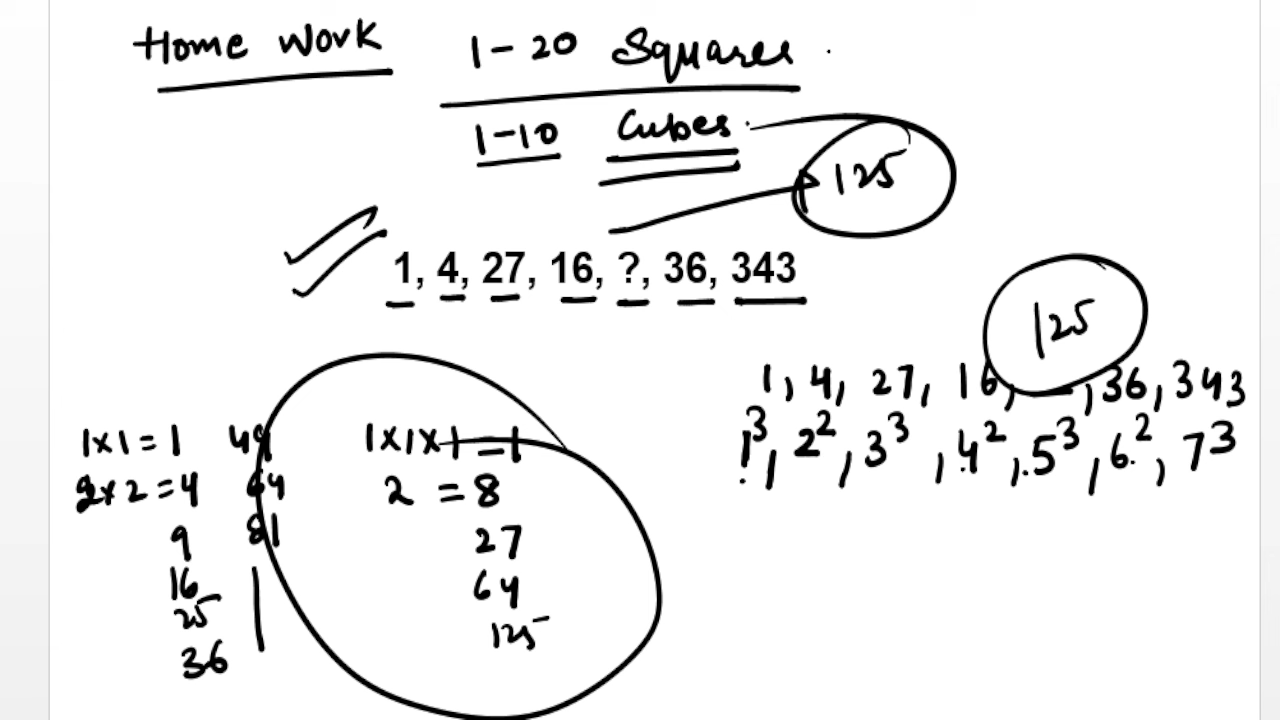 Home Work
1-20 Squares
1-10 Cubes
125
1, 4, 27, 16, ?, 36, 343
125
1, 4, 27, 16, __, 36, 343
1³, 2², 3³, 4², 5³, 6², 7³
1x1 = 1 49
2x2 = 4 64
9 81
16
25
36
1x1x1 = 1
2 = 8
27
64
125